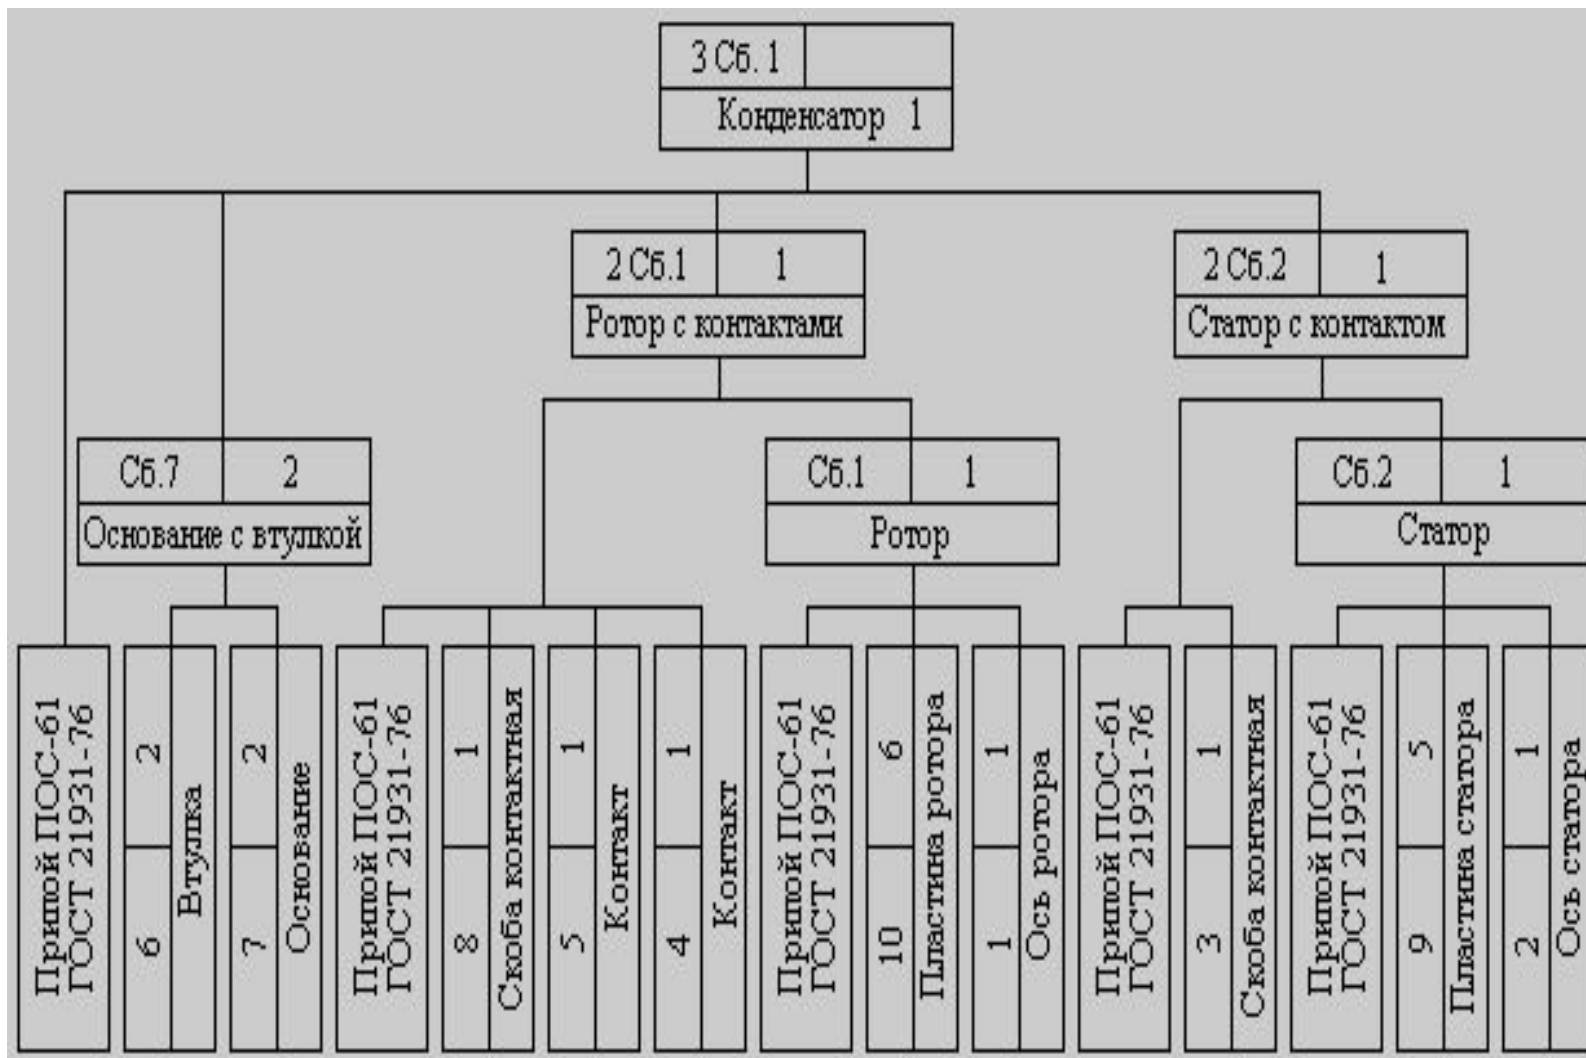 3 Сб. 1
Конденсатор 1
2 Сб.1 1
Ротор с контактами
2 Сб.2 1
Статор с контактом
Сб.7 2
Основание с втулкой
Сб.1 1
Ротор
Сб.2 1
Статор
Припой ПОС-61
ГОСТ 21931-76
6 2
Втулка
7 2
Основание
Припой ПОС-61
ГОСТ 21931-76
8 1
Скоба контактная
5 1
Контакт
4 1
Контакт
Припой ПОС-61
ГОСТ 21931-76
10 6
Пластина ротора
1 1
Ось ротора
Припой ПОС-61
ГОСТ 21931-76
3 1
Скоба контактная
Припой ПОС-61
ГОСТ 21931-76
9 5
Пластина статора
2 1
Ось статора